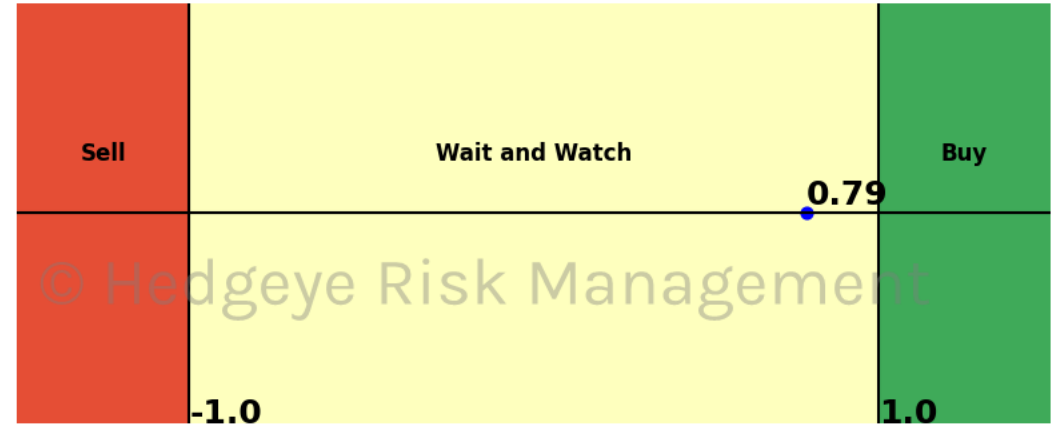 Sell
Wait and Watch
Buy
0.79
© Hedgeye Risk Management
-1.0
1.0